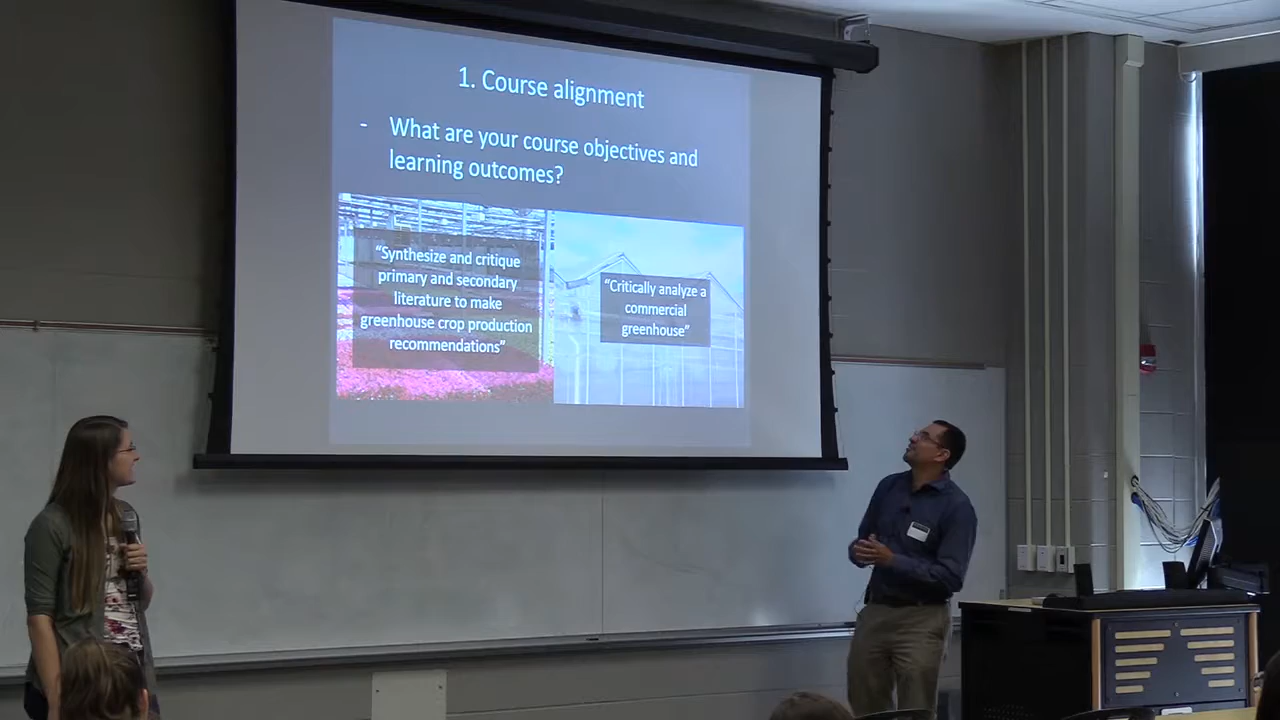 1. Course alignment
- What are your course objectives and
learning outcomes?
“Synthesize and critique
primary and secondary
literature to make
greenhouse crop production
recommendations”
“Critically analyze a
commercial
greenhouse”